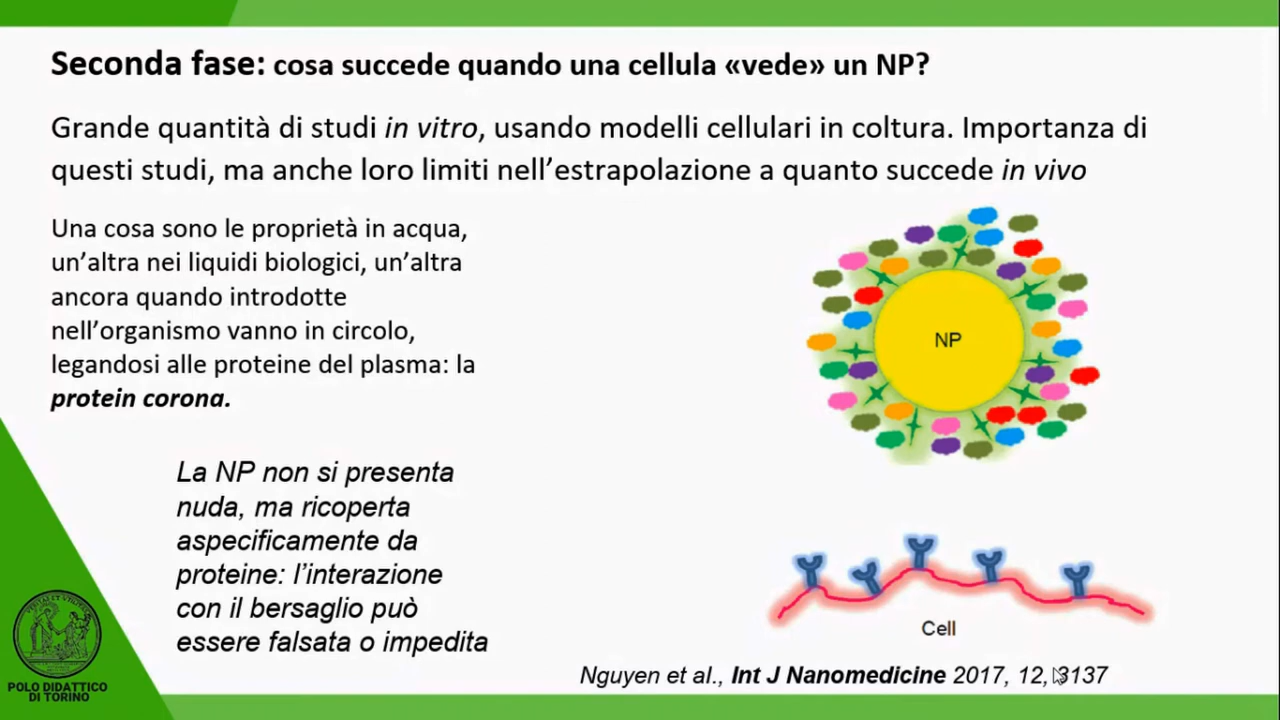 Seconda fase: cosa succede quando una cellula «vede» un NP?
Grande quantità di studi in vitro, usando modelli cellulari in coltura. Importanza di
questi studi, ma anche loro limiti nell’estrapolazione a quanto succede in vivo
Una cosa sono le proprietà in acqua,
un’altra nei liquidi biologici, un’altra
ancora quando introdotte
nell’organismo vanno in circolo,
legandosi alle proteine del plasma: la
protein corona.
NP
La NP non si presenta
nuda, ma ricoperta
aspecificamente da
proteine: l’interazione
con il bersaglio può
essere falsata o impedita
Cell
Nguyen et al., Int J Nanomedicine 2017, 12, 3137
POLO DIDATTICO
DI TORINO